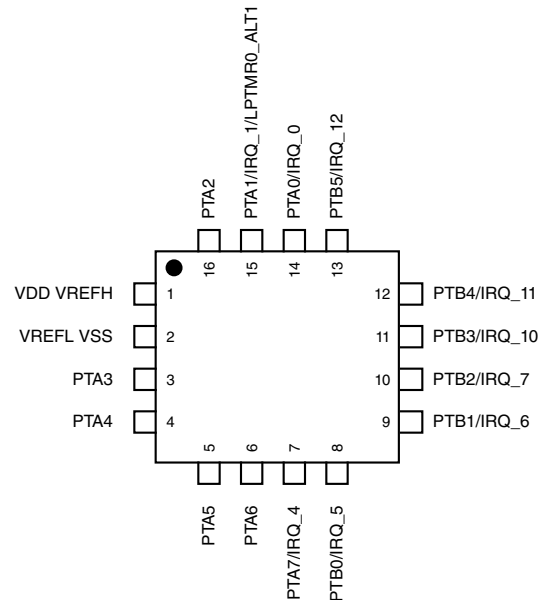 PTA2
PTA1/IRQ_1/LPTMR0_ALT1
PTA0/IRQ_0
PTB5/IRQ_12
16
15
14
13
VDD VREFH
1
12
PTB4/IRQ_11
VREFL VSS
2
11
PTB3/IRQ_10
PTA3
3
10
PTB2/IRQ_7
PTA4
4
9
PTB1/IRQ_6
5
6
7
8
PTA5
PTA6
PTA7/IRQ_4
PTB0/IRQ_5